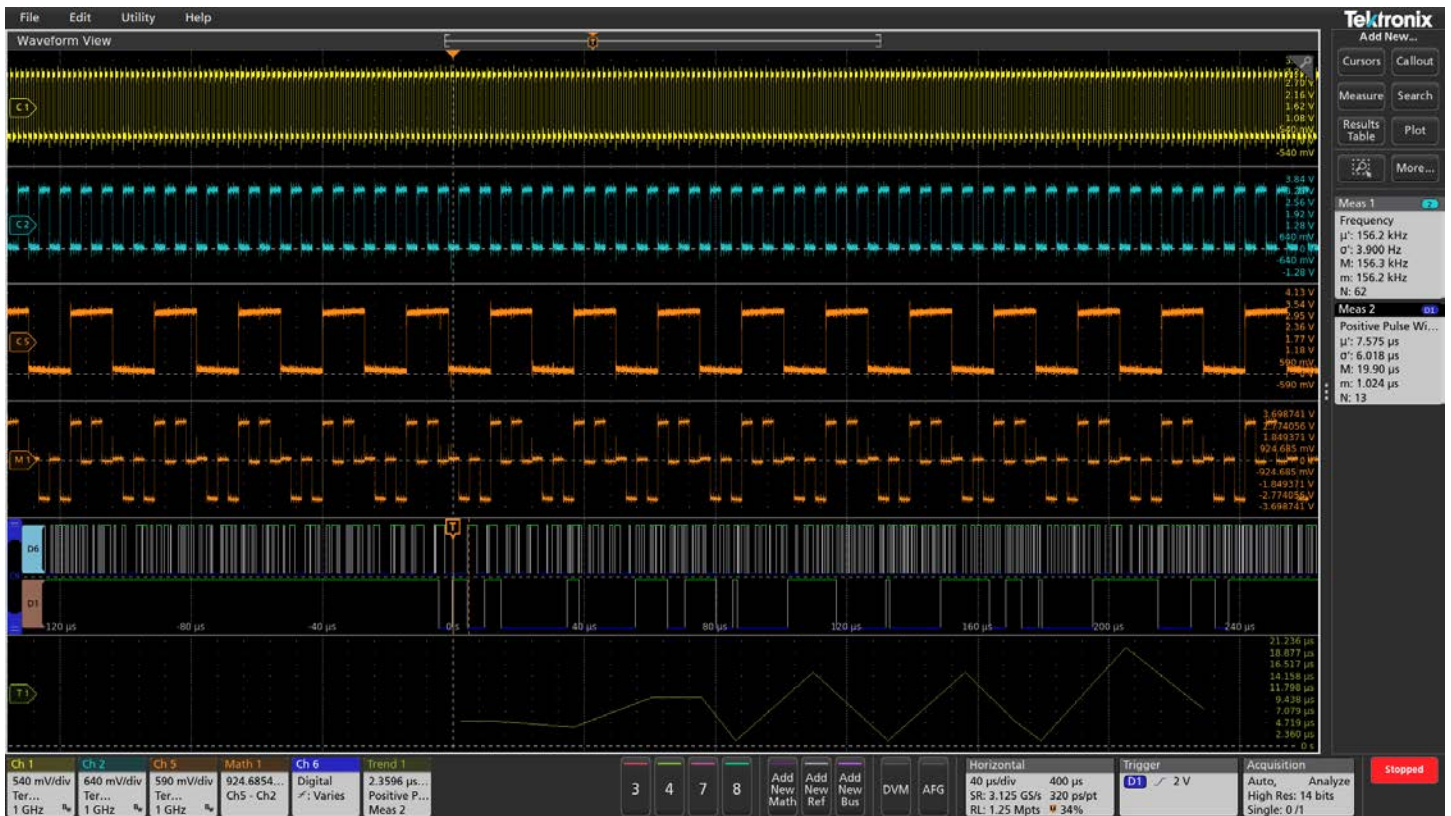 File Edit Utility Help
Tektronix
Waveform View
Add New...
Cursors Callout
Measure Search
Results Table Plot
More...
C1
2.70 V
2.16 V
1.62 V
1.08 V
540 mV
-540 mV
C2
3.84 V
2.56 V
1.92 V
1.28 V
640 mV
-640 mV
-1.28 V
C5
4.13 V
3.54 V
2.95 V
2.36 V
1.77 V
1.18 V
590 mV
-590 mV
M1
3.698741 V
2.774056 V
1.849371 V
924.685 mV
0 V
-924.685 mV
-1.849371 V
-2.774056 V
-3.698741 V
T
D6
D1
-120 µs -80 µs -40 µs 0 s 40 µs 80 µs 120 µs 160 µs 200 µs 240 µs
T1
21.236 µs
18.877 µs
16.517 µs
14.158 µs
11.798 µs
9.438 µs
7.079 µs
4.719 µs
2.360 µs
0 s
Meas 1 2
Frequency
µ': 156.2 kHz
σ': 3.900 Hz
M: 156.3 kHz
m: 156.2 kHz
N: 62
Meas 2 D1
Positive Pulse Wi...
µ': 7.575 µs
σ': 6.018 µs
M: 19.90 µs
m: 1.024 µs
N: 13
Ch 1
540 mV/div
Ter...
1 GHz
Ch 2
640 mV/div
Ter...
1 GHz
Ch 5
590 mV/div
Ter...
1 GHz
Math 1
924.6854...
Ch5 - Ch2
Ch 6
Digital
: Varies
Trend 1
2.3596 µs...
Positive P...
Meas 2
3 4 7 8
Add New Math
Add New Ref
Add New Bus
DVM AFG
Horizontal
40 µs/div 400 µs
SR: 3.125 GS/s 320 ps/pt
RL: 1.25 Mpts 34%
Trigger
D1 2 V
Acquisition
Auto, Analyze
High Res: 14 bits
Single: 0 /1
Stopped